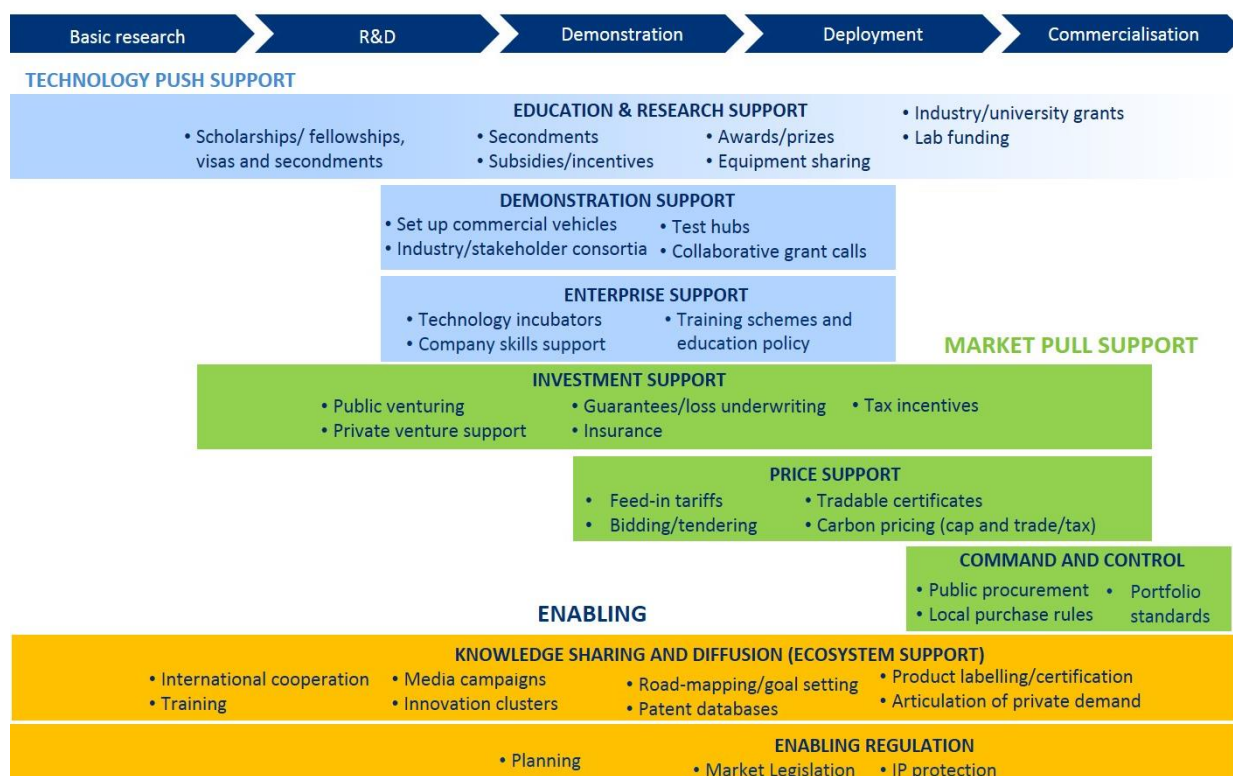 Basic research
R&D
Demonstration
Deployment
Commercialisation
TECHNOLOGY PUSH SUPPORT
EDUCATION & RESEARCH SUPPORT
• Scholarships/ fellowships,
visas and secondments
• Secondments
• Subsidies/incentives
• Awards/prizes
• Equipment sharing
• Industry/university grants
• Lab funding
DEMONSTRATION SUPPORT
• Set up commercial vehicles
• Industry/stakeholder consortia
• Test hubs
• Collaborative grant calls
ENTERPRISE SUPPORT
• Technology incubators
• Company skills support
• Training schemes and
education policy
MARKET PULL SUPPORT
INVESTMENT SUPPORT
• Public venturing
• Private venture support
• Guarantees/loss underwriting
• Insurance
• Tax incentives
PRICE SUPPORT
• Feed-in tariffs
• Bidding/tendering
• Tradable certificates
• Carbon pricing (cap and trade/tax)
COMMAND AND CONTROL
• Public procurement
• Local purchase rules
• Portfolio
standards
ENABLING
KNOWLEDGE SHARING AND DIFFUSION (ECOSYSTEM SUPPORT)
• International cooperation
• Training
• Media campaigns
• Innovation clusters
• Road-mapping/goal setting
• Patent databases
• Product labelling/certification
• Articulation of private demand
ENABLING REGULATION
• Planning
• Market Legislation
• IP protection